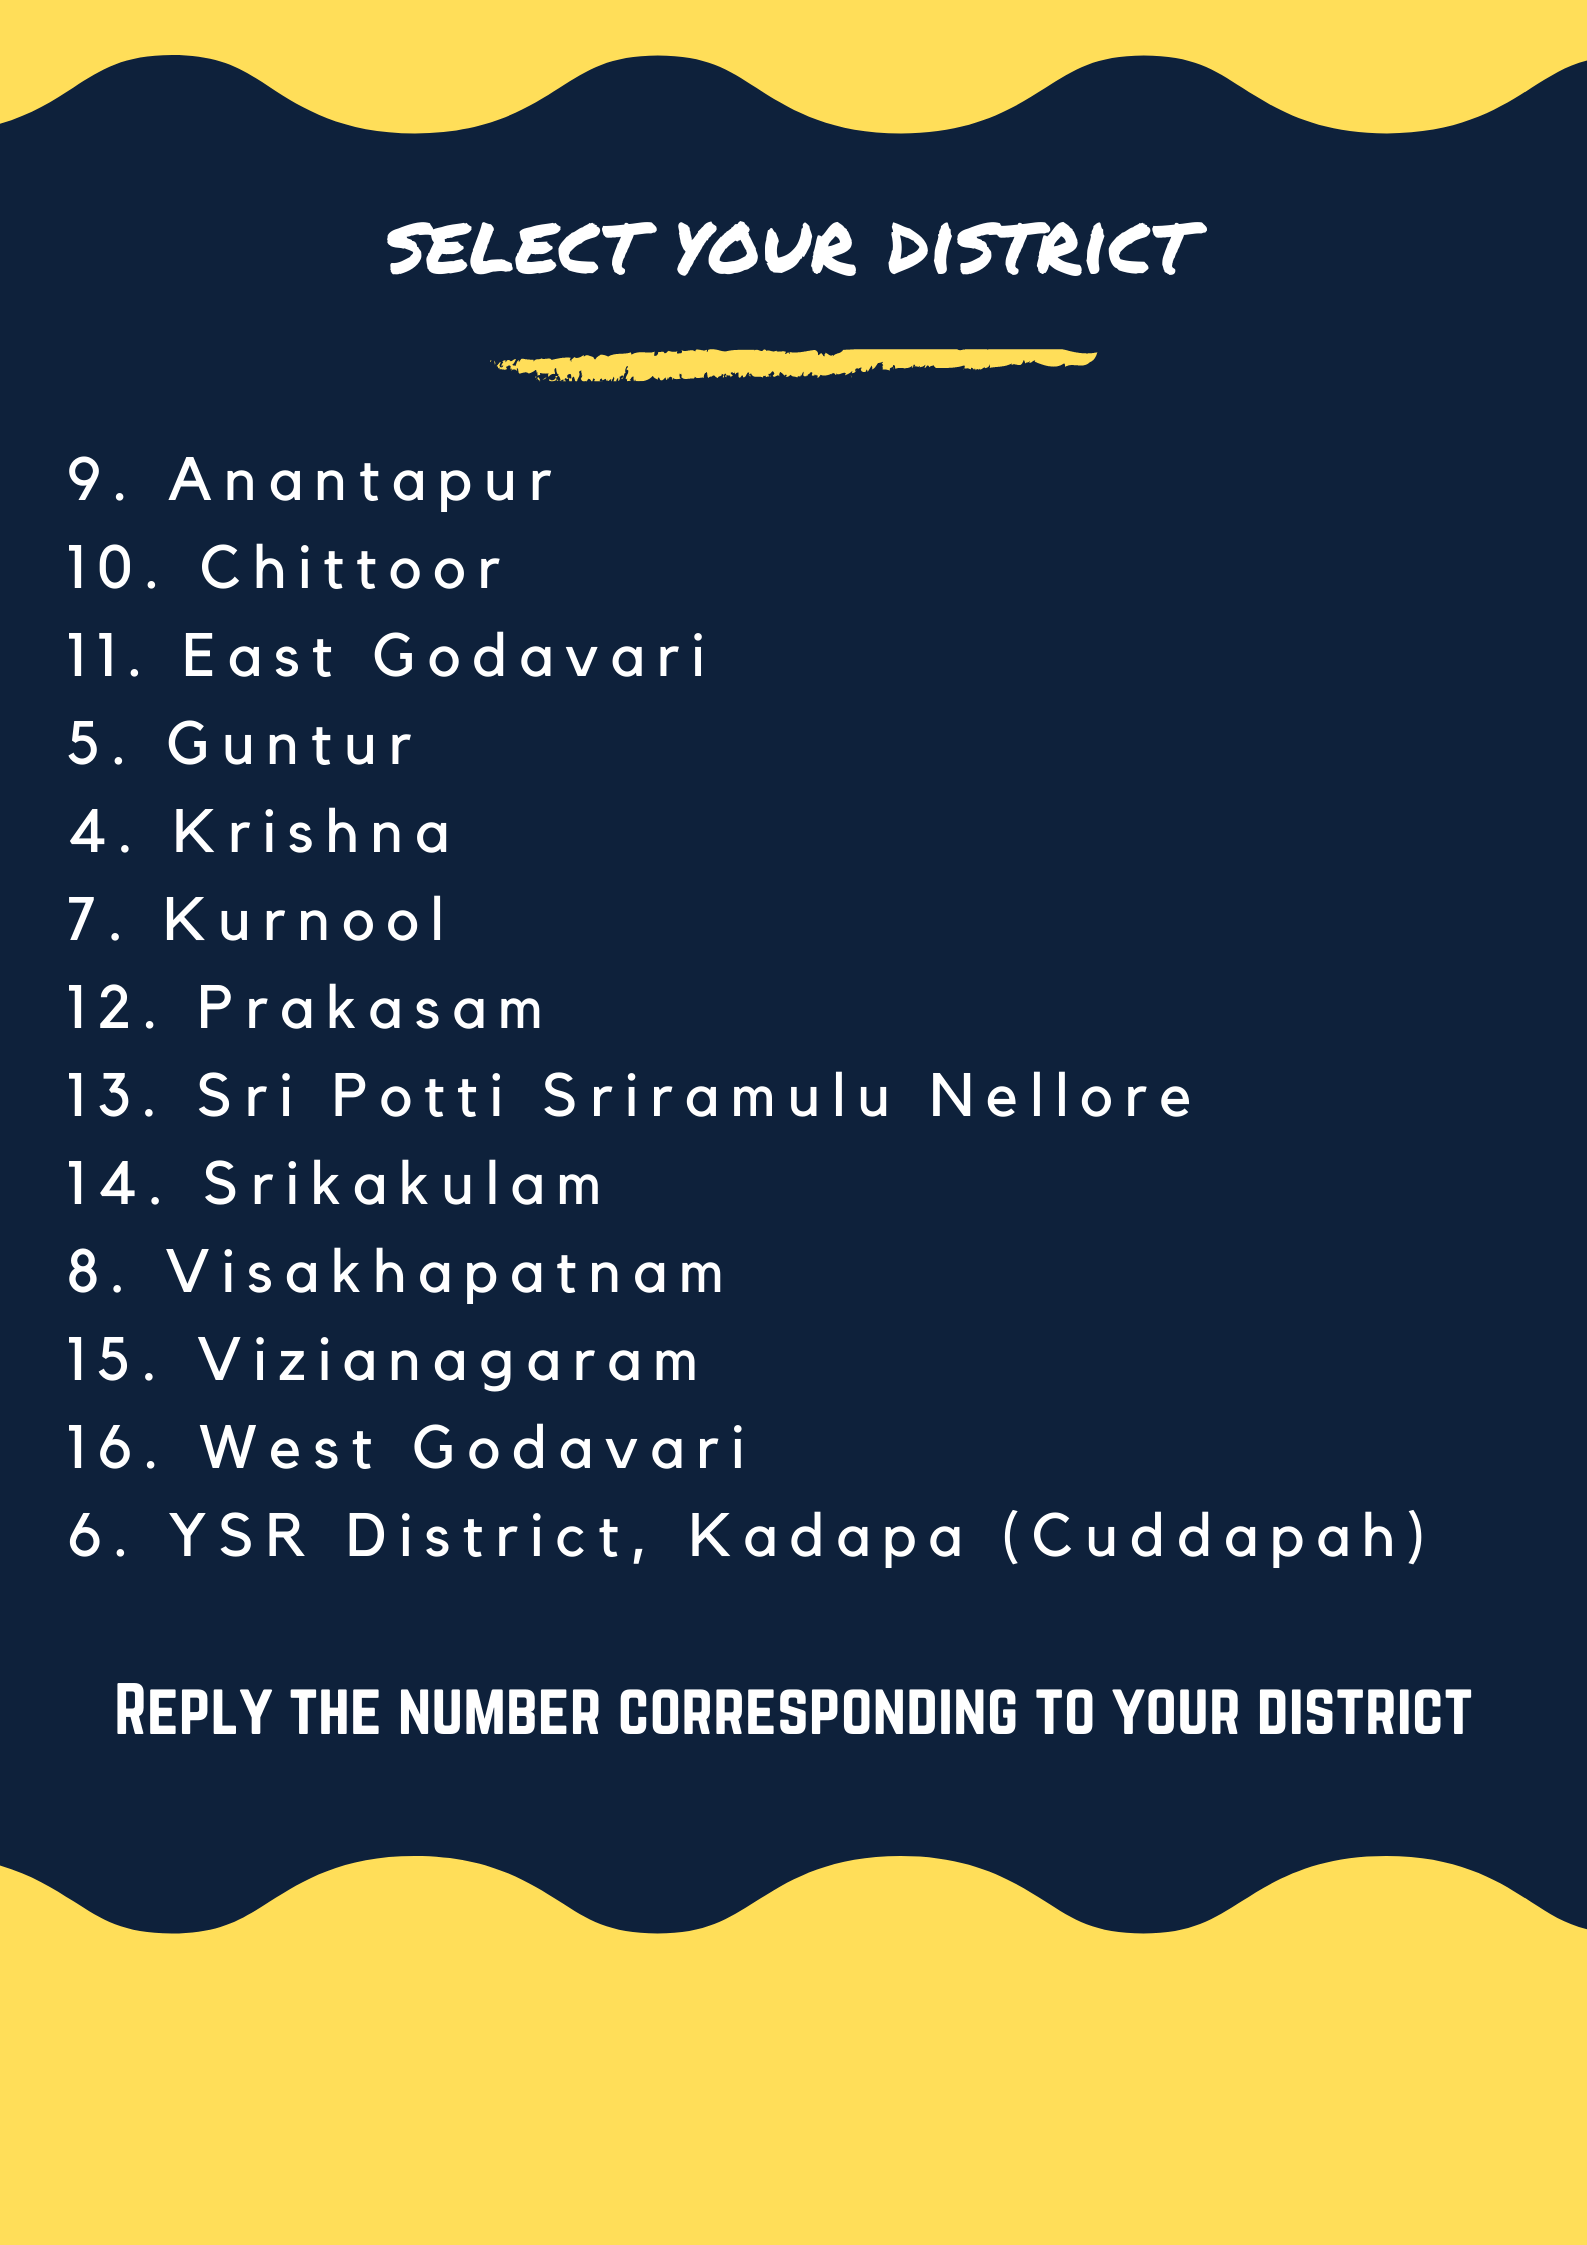 SELECT YOUR DISTRICT
9. Anantapur
10. Chittoor
11. East Godavari
5. Guntur
4. Krishna
7. Kurnool
12. Prakasam
13. Sri Potti Sriramulu Nellore
14. Srikakulam
8. Visakhapatnam
15. Vizianagaram
16. West Godavari
6. YSR District, Kadapa (Cuddapah)
REPLY THE NUMBER CORRESPONDING TO YOUR DISTRICT